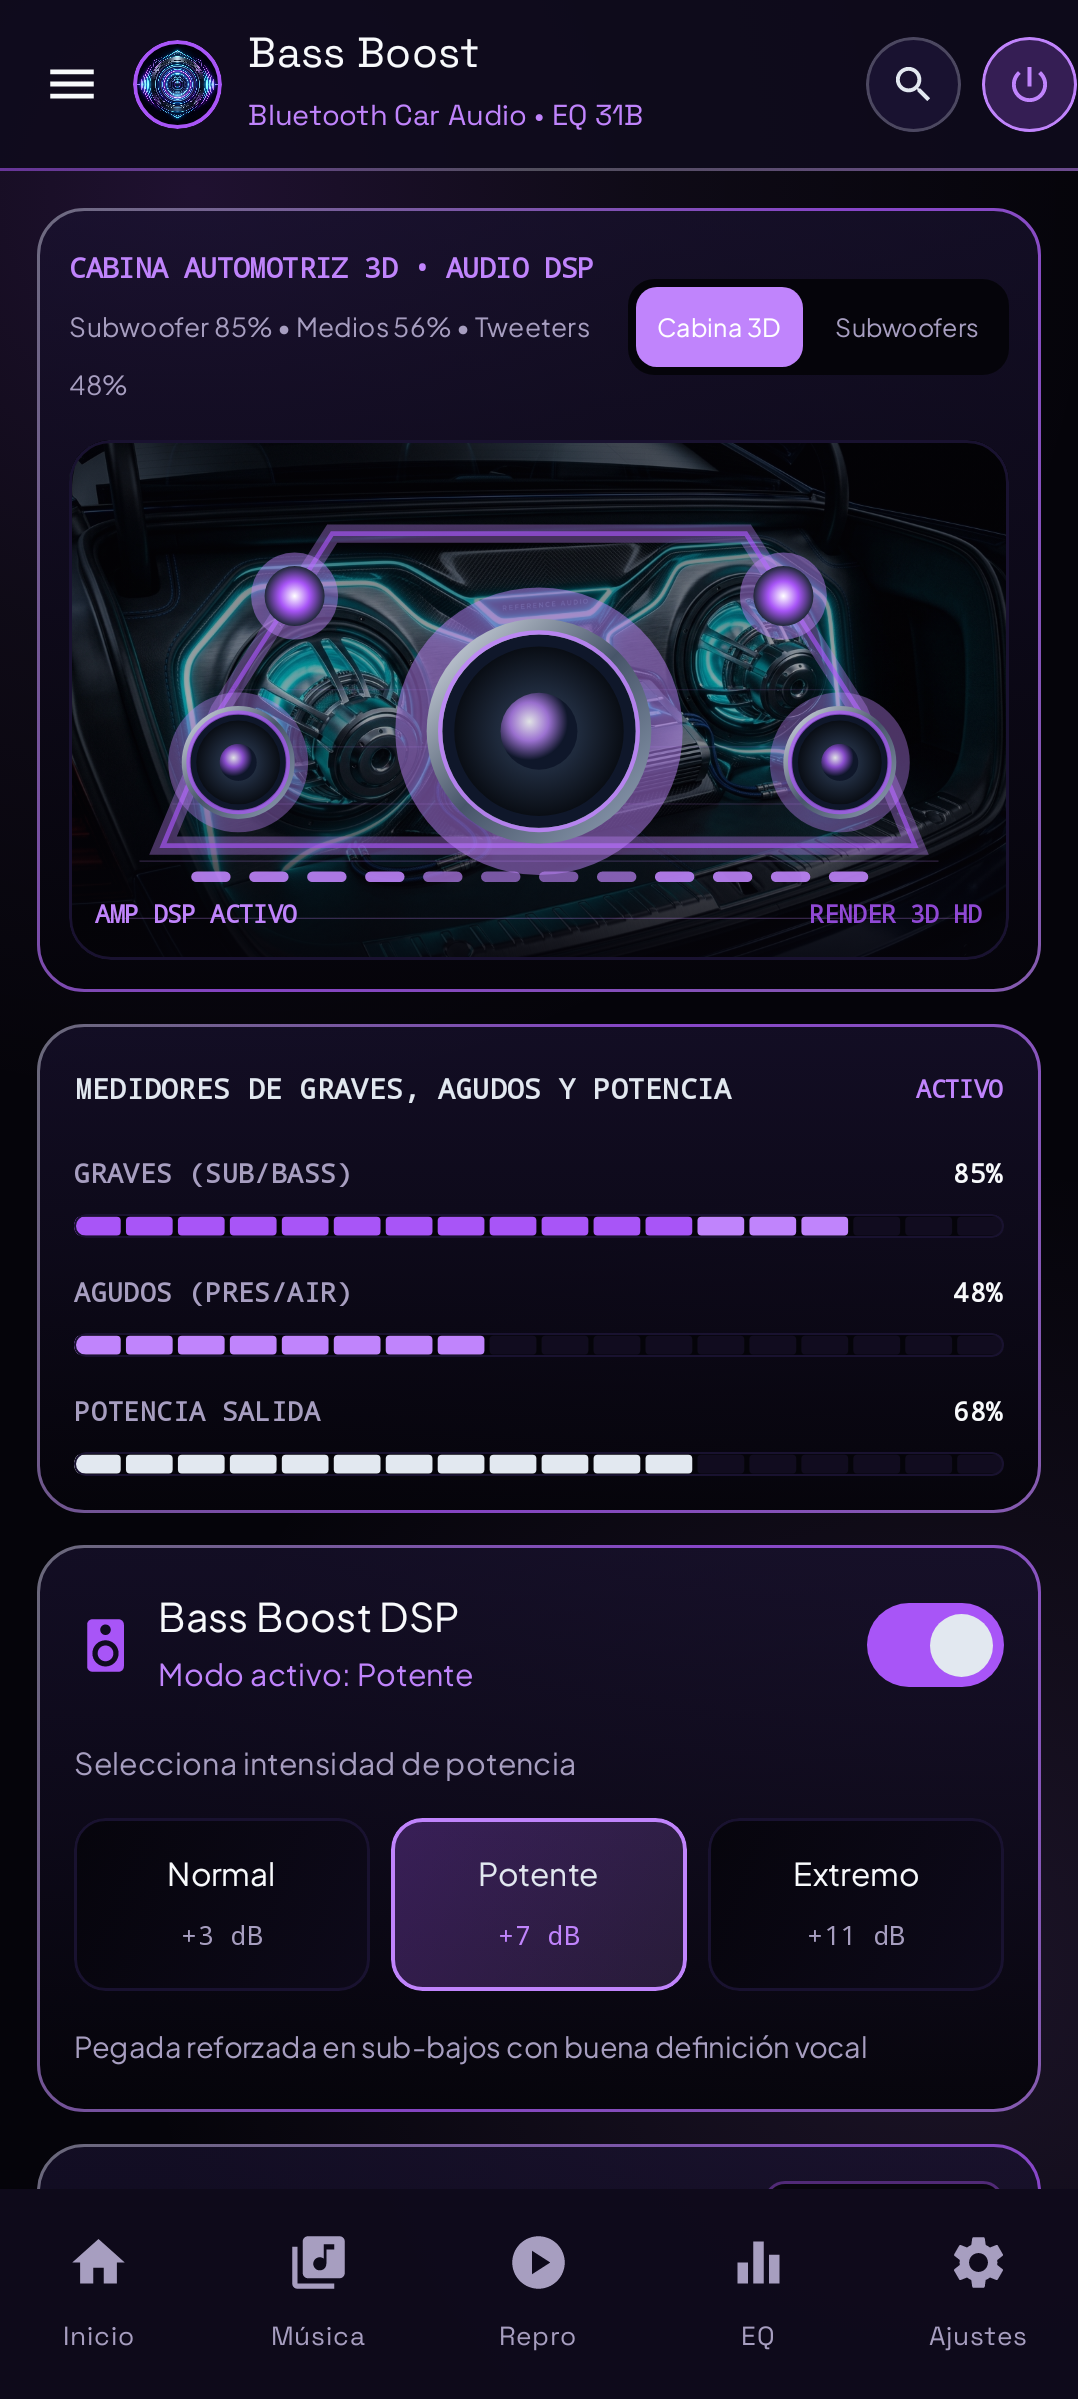 Bass Boost
Bluetooth Car Audio • EQ 31B
CABINA AUTOMOTRIZ 3D • AUDIO DSP
Subwoofer 85% • Medios 56% • Tweeters
48%
Cabina 3D
Subwoofers
REFERENCE AUDIO
AMP DSP ACTIVO
RENDER 3D HD
MEDIDORES DE GRAVES, AGUDOS Y POTENCIA
ACTIVO
GRAVES (SUB/BASS)
85%
AGUDOS (PRES/AIR)
48%
POTENCIA SALIDA
68%
Bass Boost DSP
Modo activo: Potente
Selecciona intensidad de potencia
Normal
+3 dB
Potente
+7 dB
Extremo
+11 dB
Pegada reforzada en sub-bajos con buena definición vocal
Inicio
Música
Repro
EQ
Ajustes